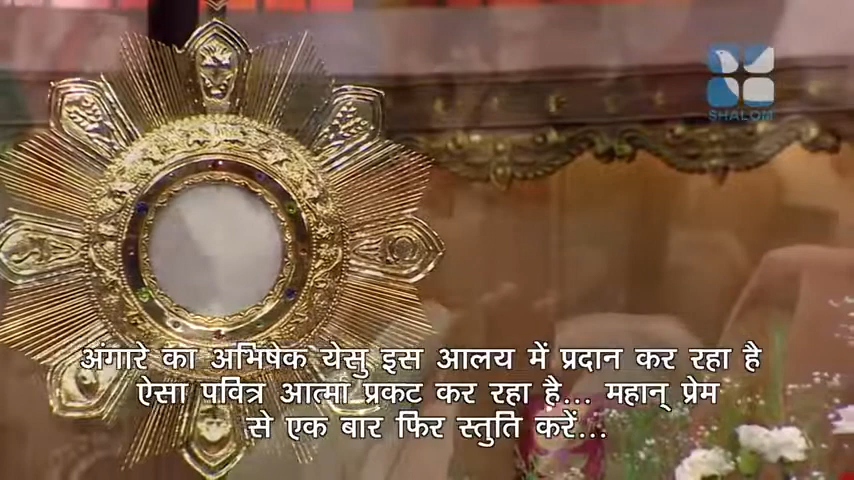 SHALOM
अंगारे का अभिषेक येसु इस आलय में प्रदान कर रहा है
ऐसा पवित्र आत्मा प्रकट कर रहा है... महान् प्रेम
से एक बार फिर स्तुति करें...